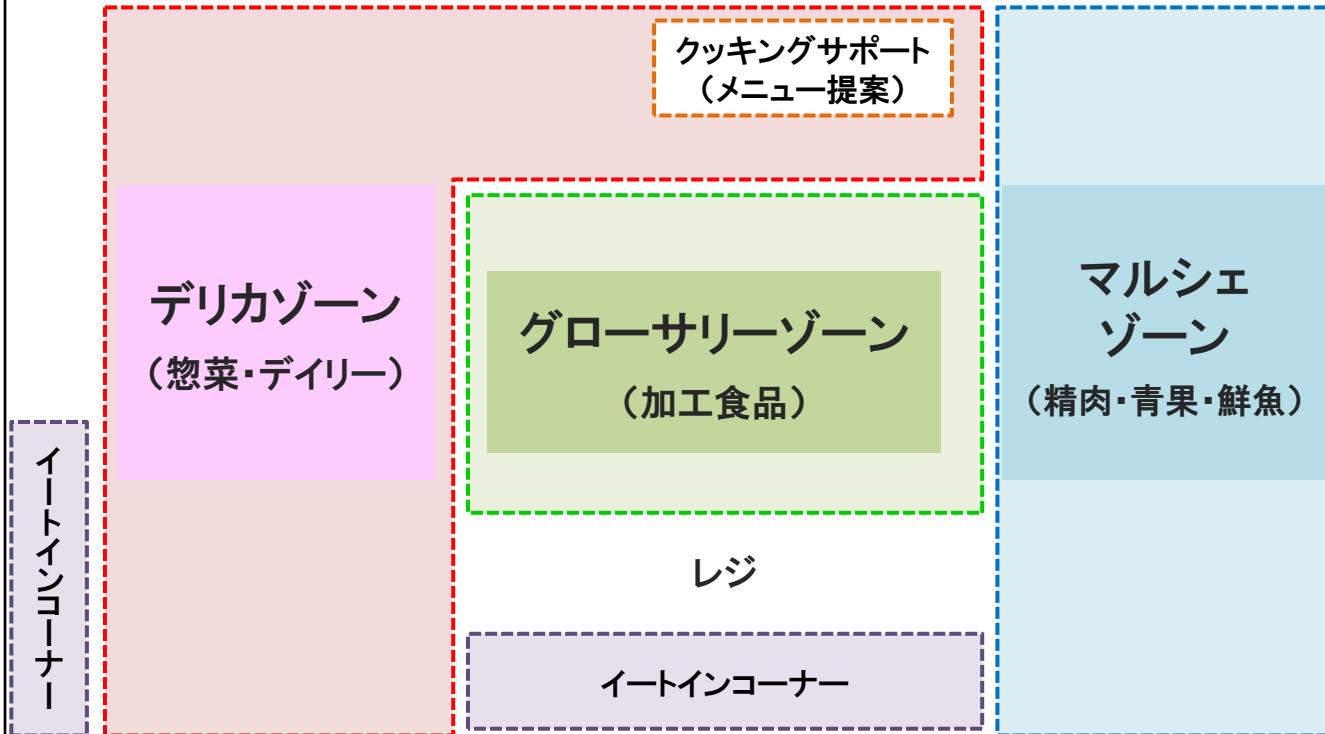 クッキングサポート
（メニュー提案）
デリカゾーン
（惣菜・デイリー）
グローサリーゾーン
（加工食品）
マルシェ
ゾーン
（精肉・青果・鮮魚）
イートインコーナー
レジ
イートインコーナー